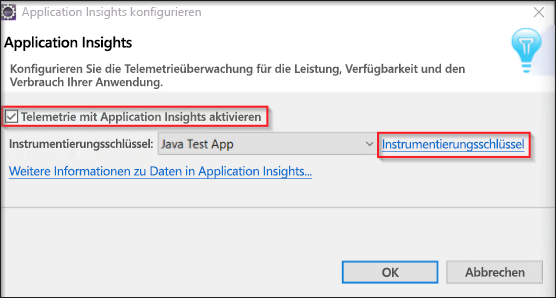 Application Insights konfigurieren
Application Insights
Konfigurieren Sie die Telemetrieüberwachung für die Leistung, Verfügbarkeit und den
Verbrauch Ihrer Anwendung.
Telemetrie mit Application Insights aktivieren
Instrumentierungsschlüssel: Java Test App Instrumentierungsschlüssel
Weitere Informationen zu Daten in Application Insights...
OK Abbrechen